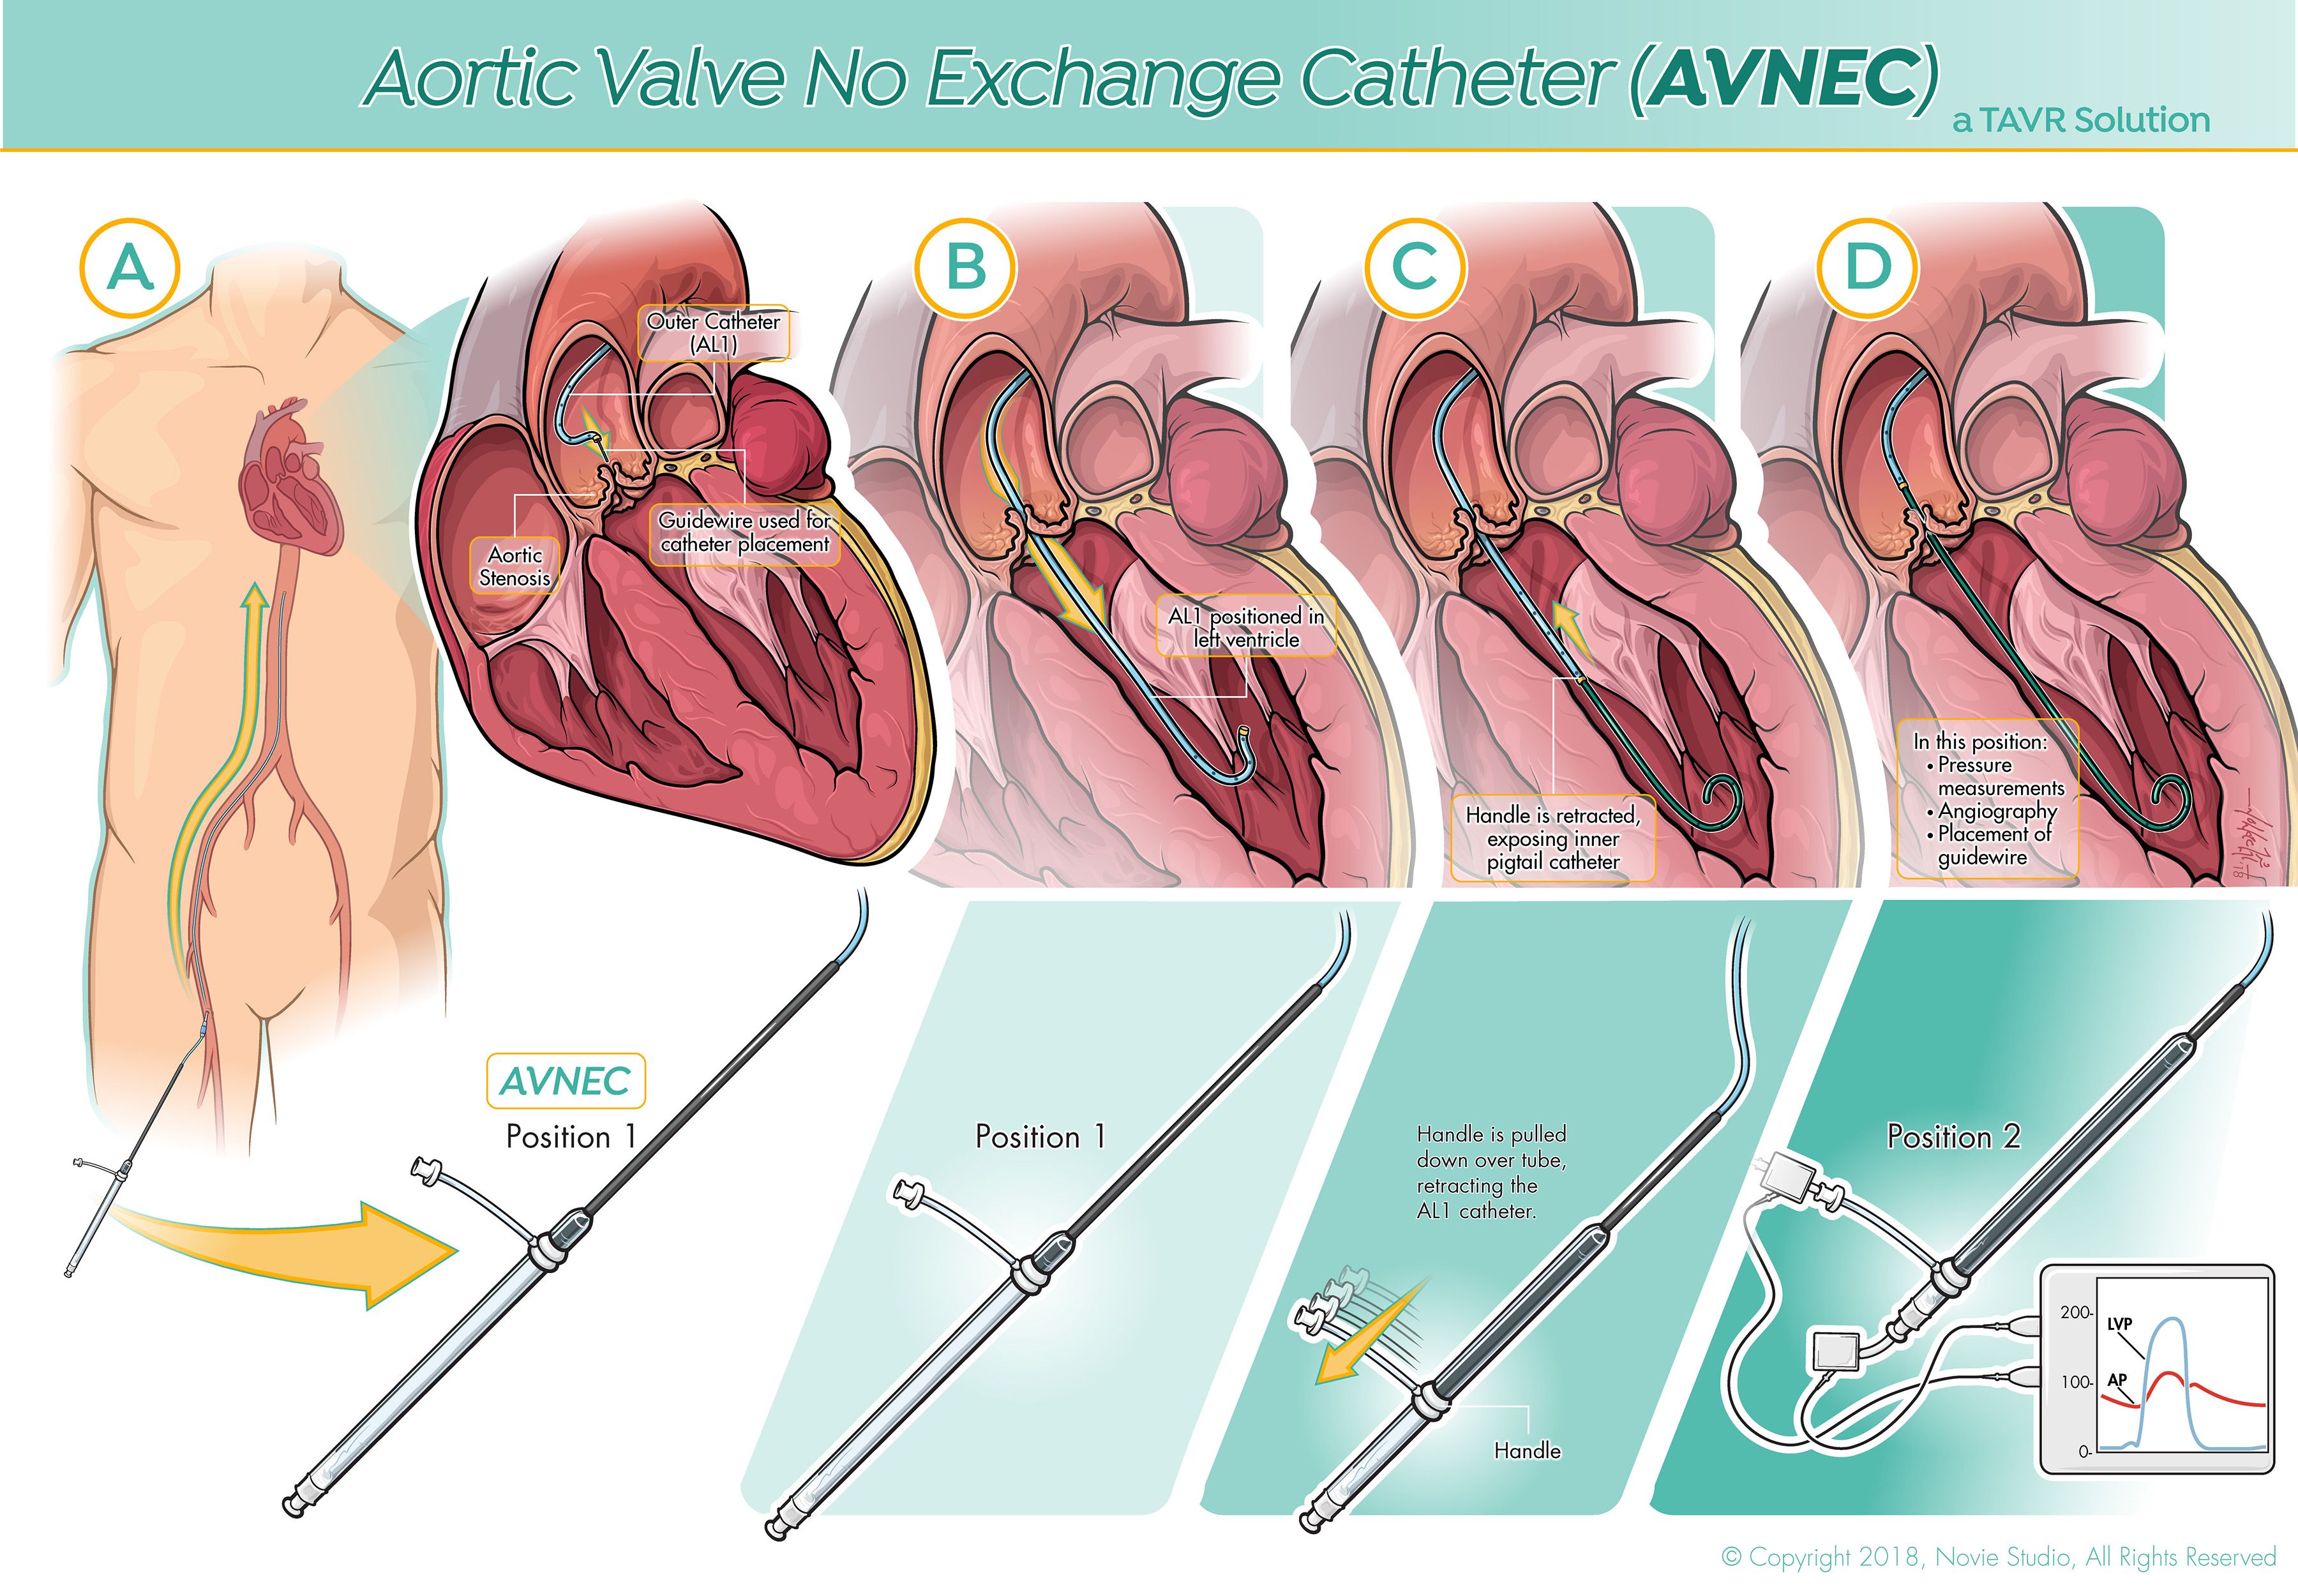 Aortic Valve No Exchange Catheter (AVNEC)
a TAVR Solution
A
Outer Catheter
(AL1)
Aortic
Stenosis
Guidewire used for
catheter placement
B
AL1 positioned in
left ventricle
C
Handle is retracted,
exposing inner
pigtail catheter
D
In this position:
• Pressure
measurements
• Angiography
• Placement of
guidewire
AVNEC
Position 1
Position 1
Handle is pulled
down over tube,
retracting the
AL1 catheter.
Handle
Position 2
200-
LVP
100-
AP
0-
© Copyright 2018, Novie Studio, All Rights Reserved